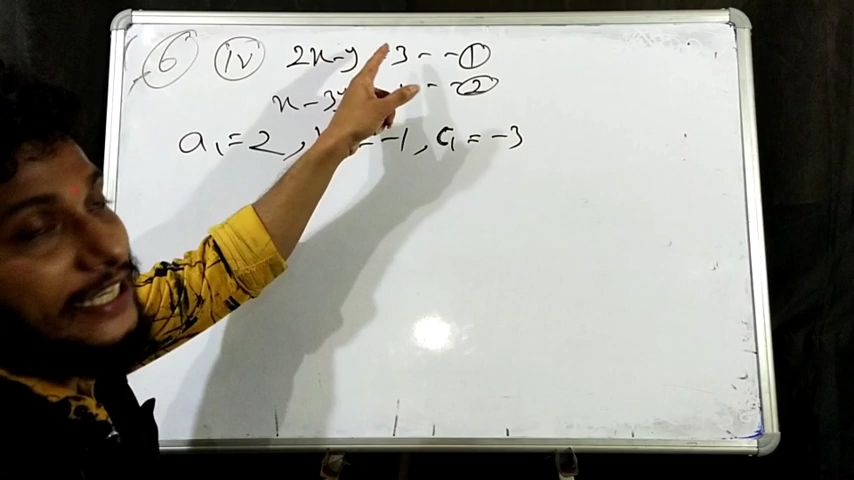 6 iv 2x-y 3 -- 1
x-3y - 2
a1 = 2, = -1, c1 = -3